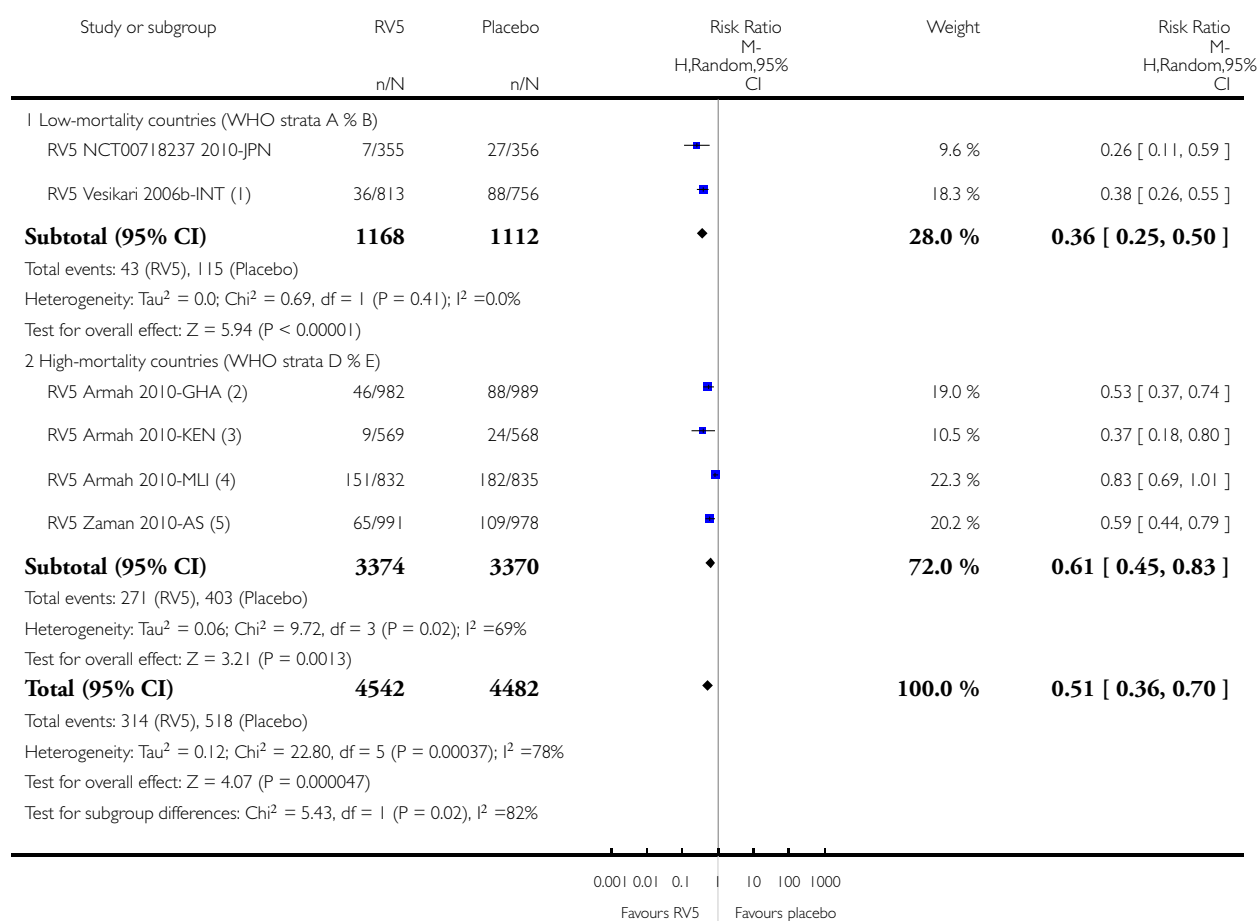 Study or subgroup RV5 Placebo Risk Ratio Weight Risk Ratio
M- M-
H,Random,95% H,Random,95%
n/N n/N CI CI
1 Low-mortality countries (WHO strata A % B)
RV5 NCT00718237 2010-JPN 7/355 27/356 9.6 % 0.26 [ 0.11, 0.59 ]
RV5 Vesikari 2006b-INT (1) 36/813 88/756 18.3 % 0.38 [ 0.26, 0.55 ]
Subtotal (95% CI) 1168 1112 28.0 % 0.36 [ 0.25, 0.50 ]
Total events: 43 (RV5), 115 (Placebo)
Heterogeneity: Tau² = 0.0; Chi² = 0.69, df = 1 (P = 0.41); I² =0.0%
Test for overall effect: Z = 5.94 (P < 0.00001)
2 High-mortality countries (WHO strata D % E)
RV5 Armah 2010-GHA (2) 46/982 88/989 19.0 % 0.53 [ 0.37, 0.74 ]
RV5 Armah 2010-KEN (3) 9/569 24/568 10.5 % 0.37 [ 0.18, 0.80 ]
RV5 Armah 2010-MLI (4) 151/832 182/835 22.3 % 0.83 [ 0.69, 1.01 ]
RV5 Zaman 2010-AS (5) 65/991 109/978 20.2 % 0.59 [ 0.44, 0.79 ]
Subtotal (95% CI) 3374 3370 72.0 % 0.61 [ 0.45, 0.83 ]
Total events: 271 (RV5), 403 (Placebo)
Heterogeneity: Tau² = 0.06; Chi² = 9.72, df = 3 (P = 0.02); I² =69%
Test for overall effect: Z = 3.21 (P = 0.0013)
Total (95% CI) 4542 4482 100.0 % 0.51 [ 0.36, 0.70 ]
Total events: 314 (RV5), 518 (Placebo)
Heterogeneity: Tau² = 0.12; Chi² = 22.80, df = 5 (P = 0.00037); I² =78%
Test for overall effect: Z = 4.07 (P = 0.000047)
Test for subgroup differences: Chi² = 5.43, df = 1 (P = 0.02), I² =82%
0.001 0.01 0.1 1 10 100 1000
Favours RV5 Favours placebo